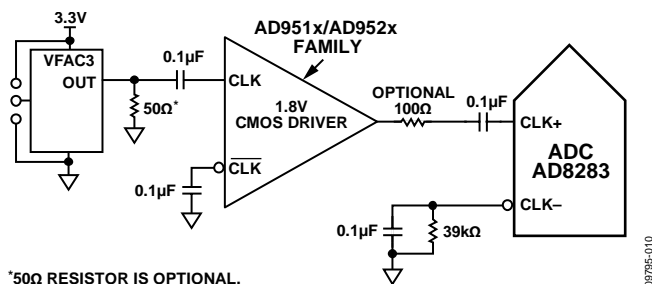 3.3V
VFAC3
OUT
0.1µF
50Ω*
AD951x/AD952x
FAMILY
CLK
1.8V
CMOS DRIVER
CLK
0.1µF
OPTIONAL
100Ω
0.1µF
CLK+
ADC
AD8283
CLK–
0.1µF
39kΩ
*50Ω RESISTOR IS OPTIONAL.
09795-010